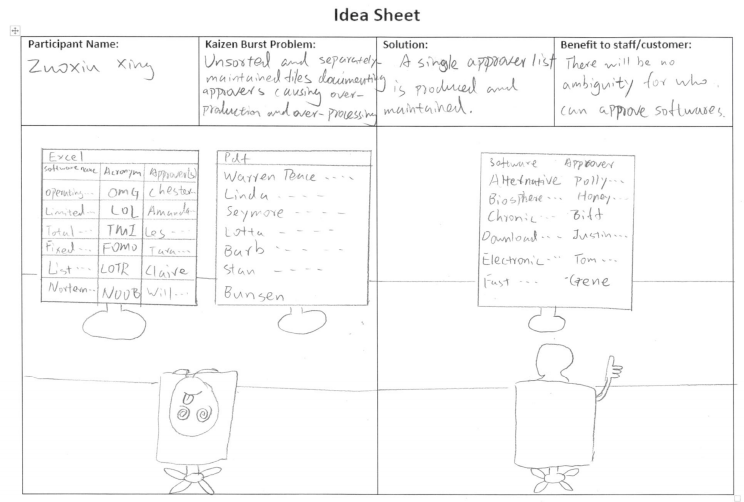 Idea Sheet
Participant Name:
Zuoxin Xing
Kaizen Burst Problem:
Unsorted and separately-
maintained files documenting
approvers causing over-
production and over-processing
Solution:
A single approver list
is produced and
maintained.
Benefit to staff/customer:
There will be no
ambiguity for who
can approve softwares.
Excel
Software name Acronym Approver(s)
Operating--- OMG Chester
Limited--- LOL Amanda
Total--- TMI Les---
Fixed--- FOMO Tara---
List--- LOTR Claire
Nortern--- NOOB Will---
Pdf
Warren Peace ----
Linda ----
Seymore ----
Lotta ----
Barb ----
Stan ----
Bunsen
Software Approver
Alternative Polly---
Biosphere--- Honey---
Chronic--- Biff
Download--- Justin---
Electronic--- Tom---
Fast --- Gene